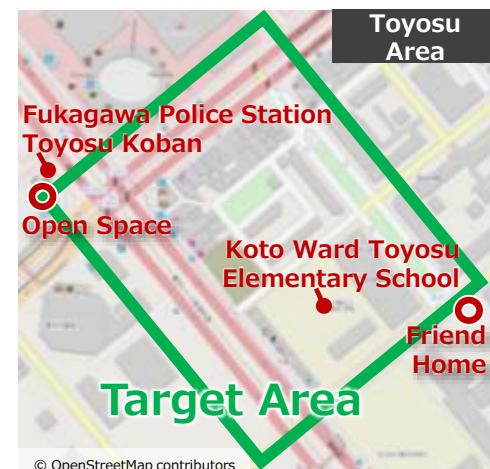 Toyosu
Area
Fukagawa Police Station
Toyosu Koban
Open Space
Koto Ward Toyosu
Elementary School
Friend
Home
Target Area
© OpenStreetMap contributors